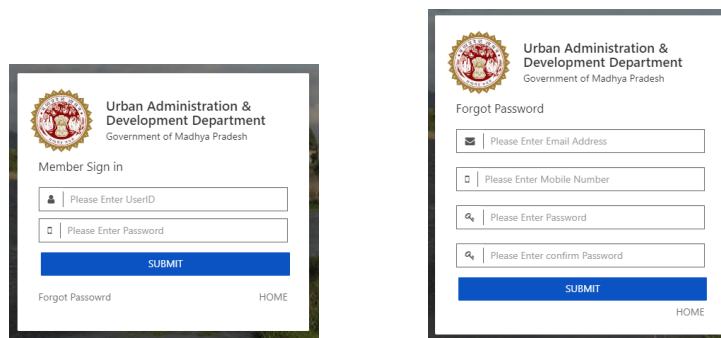 Urban Administration &
Development Department
Government of Madhya Pradesh
Member Sign in
Please Enter UserID
Please Enter Password
SUBMIT
Forgot Passowrd
HOME
Urban Administration &
Development Department
Government of Madhya Pradesh
Forgot Password
Please Enter Email Address
Please Enter Mobile Number
Please Enter Password
Please Enter confirm Password
SUBMIT
HOME